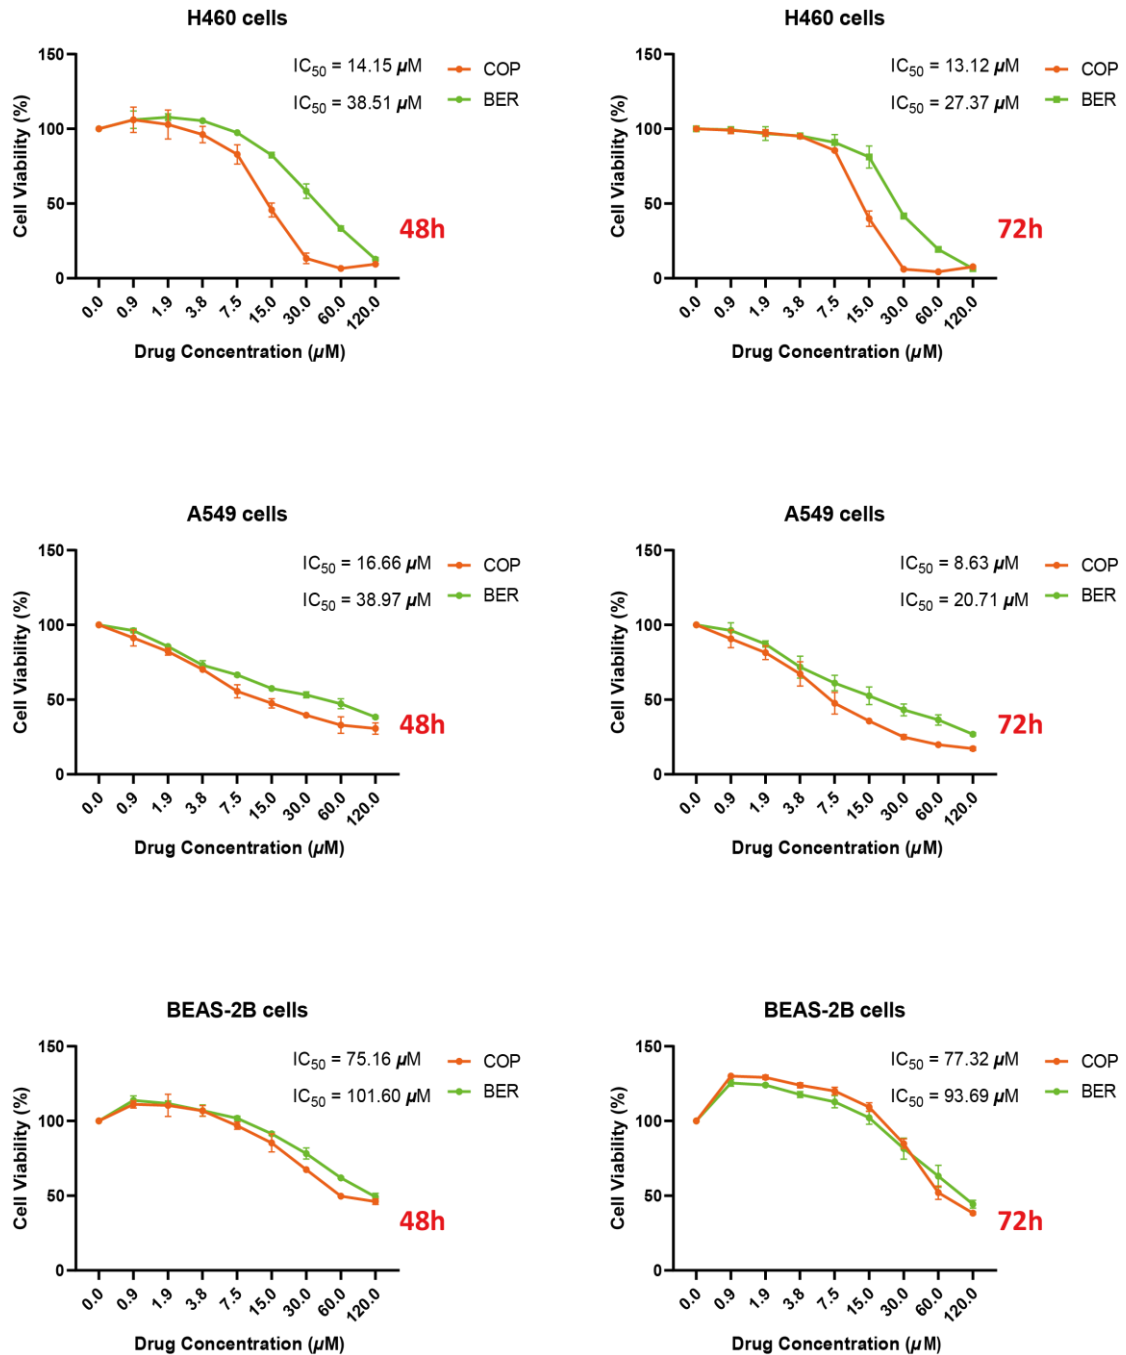 H460 cells
150
100
50
0
Cell Viability (%)
IC50 = 14.15 µM
IC50 = 38.51 µM
COP
BER
48h
0.0 0.9 1.9 3.8 7.5 15.0 30.0 60.0 120.0
Drug Concentration (µM)
H460 cells
150
100
50
0
Cell Viability (%)
IC50 = 13.12 µM
IC50 = 27.37 µM
COP
BER
72h
0.0 0.9 1.9 3.8 7.5 15.0 30.0 60.0 120.0
Drug Concentration (µM)
A549 cells
150
100
50
0
Cell Viability (%)
IC50 = 16.66 µM
IC50 = 38.97 µM
COP
BER
48h
0.0 0.9 1.9 3.8 7.5 15.0 30.0 60.0 120.0
Drug Concentration (µM)
A549 cells
150
100
50
0
Cell Viability (%)
IC50 = 8.63 µM
IC50 = 20.71 µM
COP
BER
72h
0.0 0.9 1.9 3.8 7.5 15.0 30.0 60.0 120.0
Drug Concentration (µM)
BEAS-2B cells
150
100
50
0
Cell Viability (%)
IC50 = 75.16 µM
IC50 = 101.60 µM
COP
BER
48h
0.0 0.9 1.9 3.8 7.5 15.0 30.0 60.0 120.0
Drug Concentration (µM)
BEAS-2B cells
150
100
50
0
Cell Viability (%)
IC50 = 77.32 µM
IC50 = 93.69 µM
COP
BER
72h
0.0 0.9 1.9 3.8 7.5 15.0 30.0 60.0 120.0
Drug Concentration (µM)